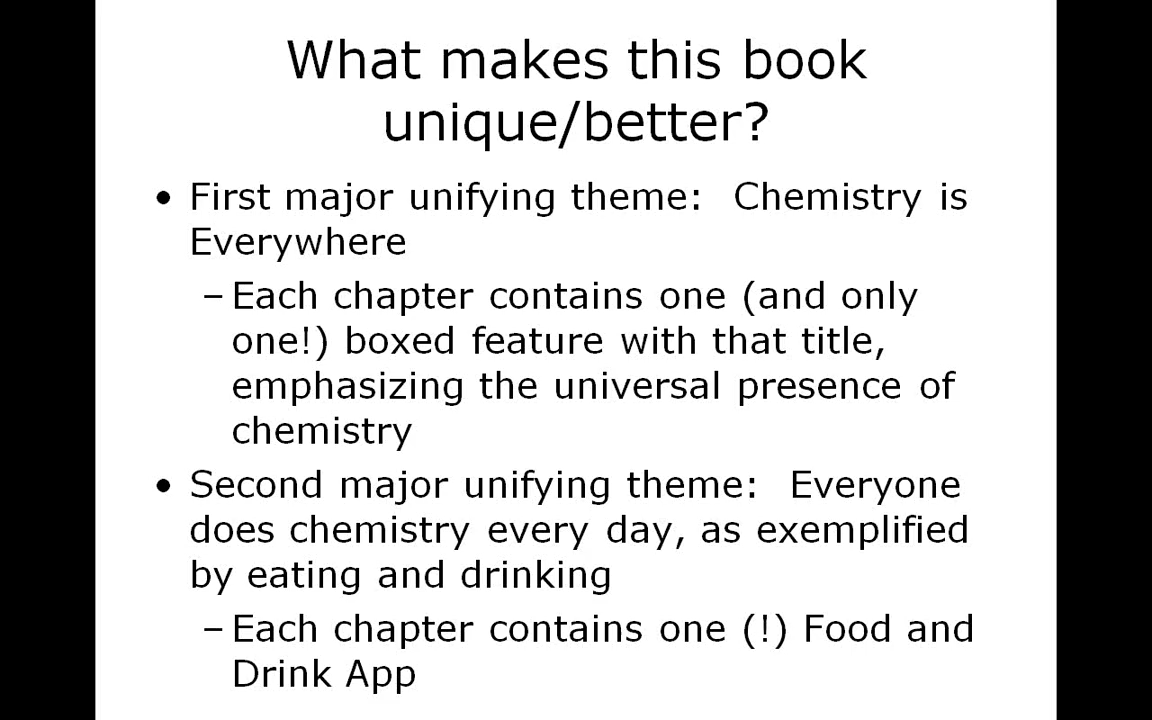 What makes this book
unique/better?
• First major unifying theme:  Chemistry is
Everywhere
– Each chapter contains one (and only
one!) boxed feature with that title,
emphasizing the universal presence of
chemistry
• Second major unifying theme:  Everyone
does chemistry every day, as exemplified
by eating and drinking
– Each chapter contains one (!) Food and
Drink App